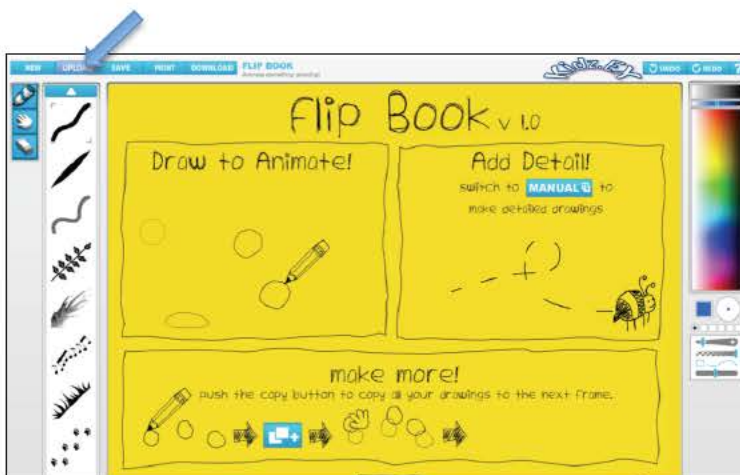 NEW UPLOAD SAVE PRINT DOWNLOAD FLIP BOOK
UNDO REDO ?
Flip Book v 1.0
Draw to Animate!
Add Detail!
switch to MANUAL to
make detailed drawings
make more!
push the copy button to copy all your drawings to the next frame.